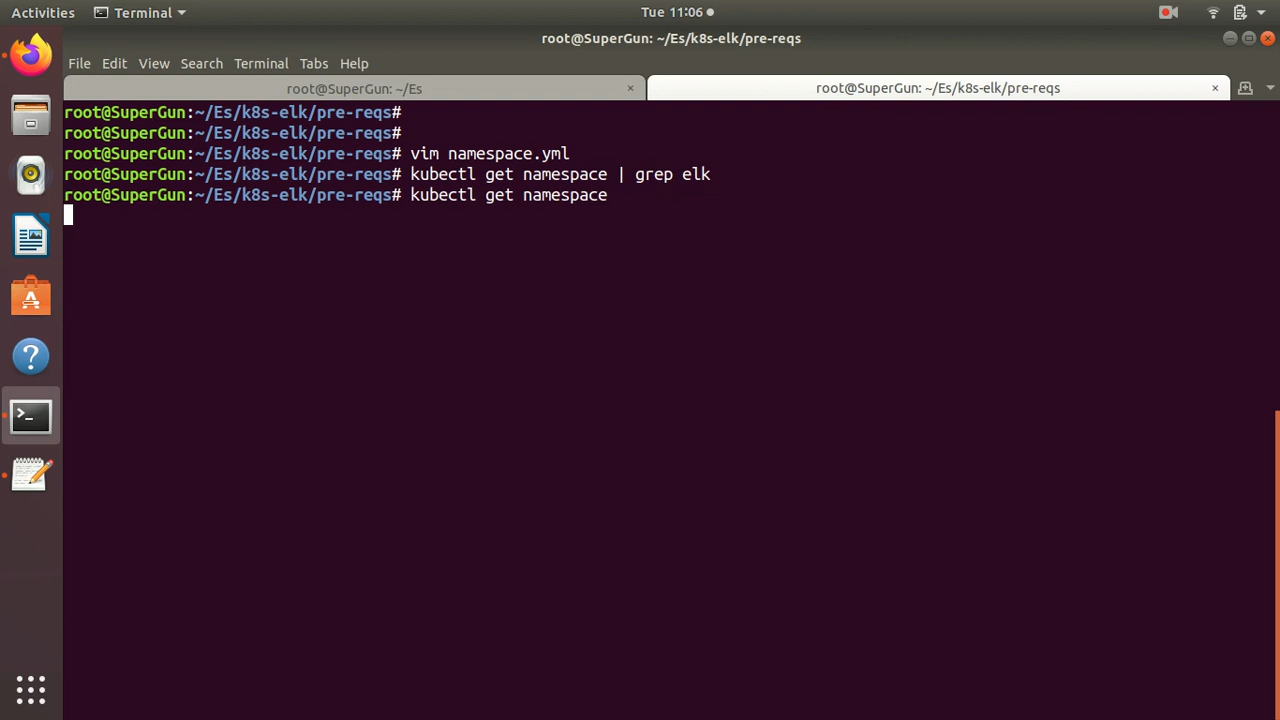 Activities Terminal Tue 11:06
root@SuperGun: ~/Es/k8s-elk/pre-reqs
File Edit View Search Terminal Tabs Help
root@SuperGun: ~/Es × root@SuperGun: ~/Es/k8s-elk/pre-reqs ×
root@SuperGun:~/Es/k8s-elk/pre-reqs#
root@SuperGun:~/Es/k8s-elk/pre-reqs#
root@SuperGun:~/Es/k8s-elk/pre-reqs# vim namespace.yml
root@SuperGun:~/Es/k8s-elk/pre-reqs# kubectl get namespace | grep elk
root@SuperGun:~/Es/k8s-elk/pre-reqs# kubectl get namespace